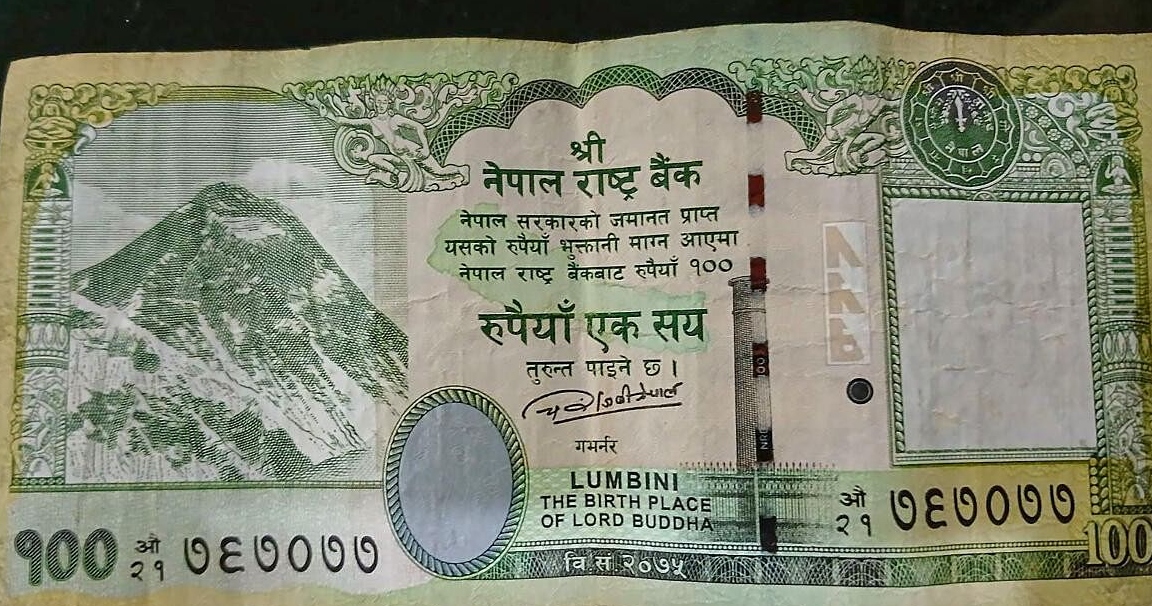 श्री
नेपाल राष्ट्र बैंक
नेपाल सरकारको जमानत प्राप्त
यसको रुपैयाँ भुक्तानी माग्न आएमा
नेपाल राष्ट्र बैंकबाट रुपैयाँ १००
रुपैयाँ एक सय
तुरुन्त पाइने छ ।
गभर्नर
LUMBINI
THE BIRTH PLACE
OF LORD BUDDHA
औ
२१ ७६७०७७
१०० औ
२१ ७६७०७७
वि.सं.२०७५
100